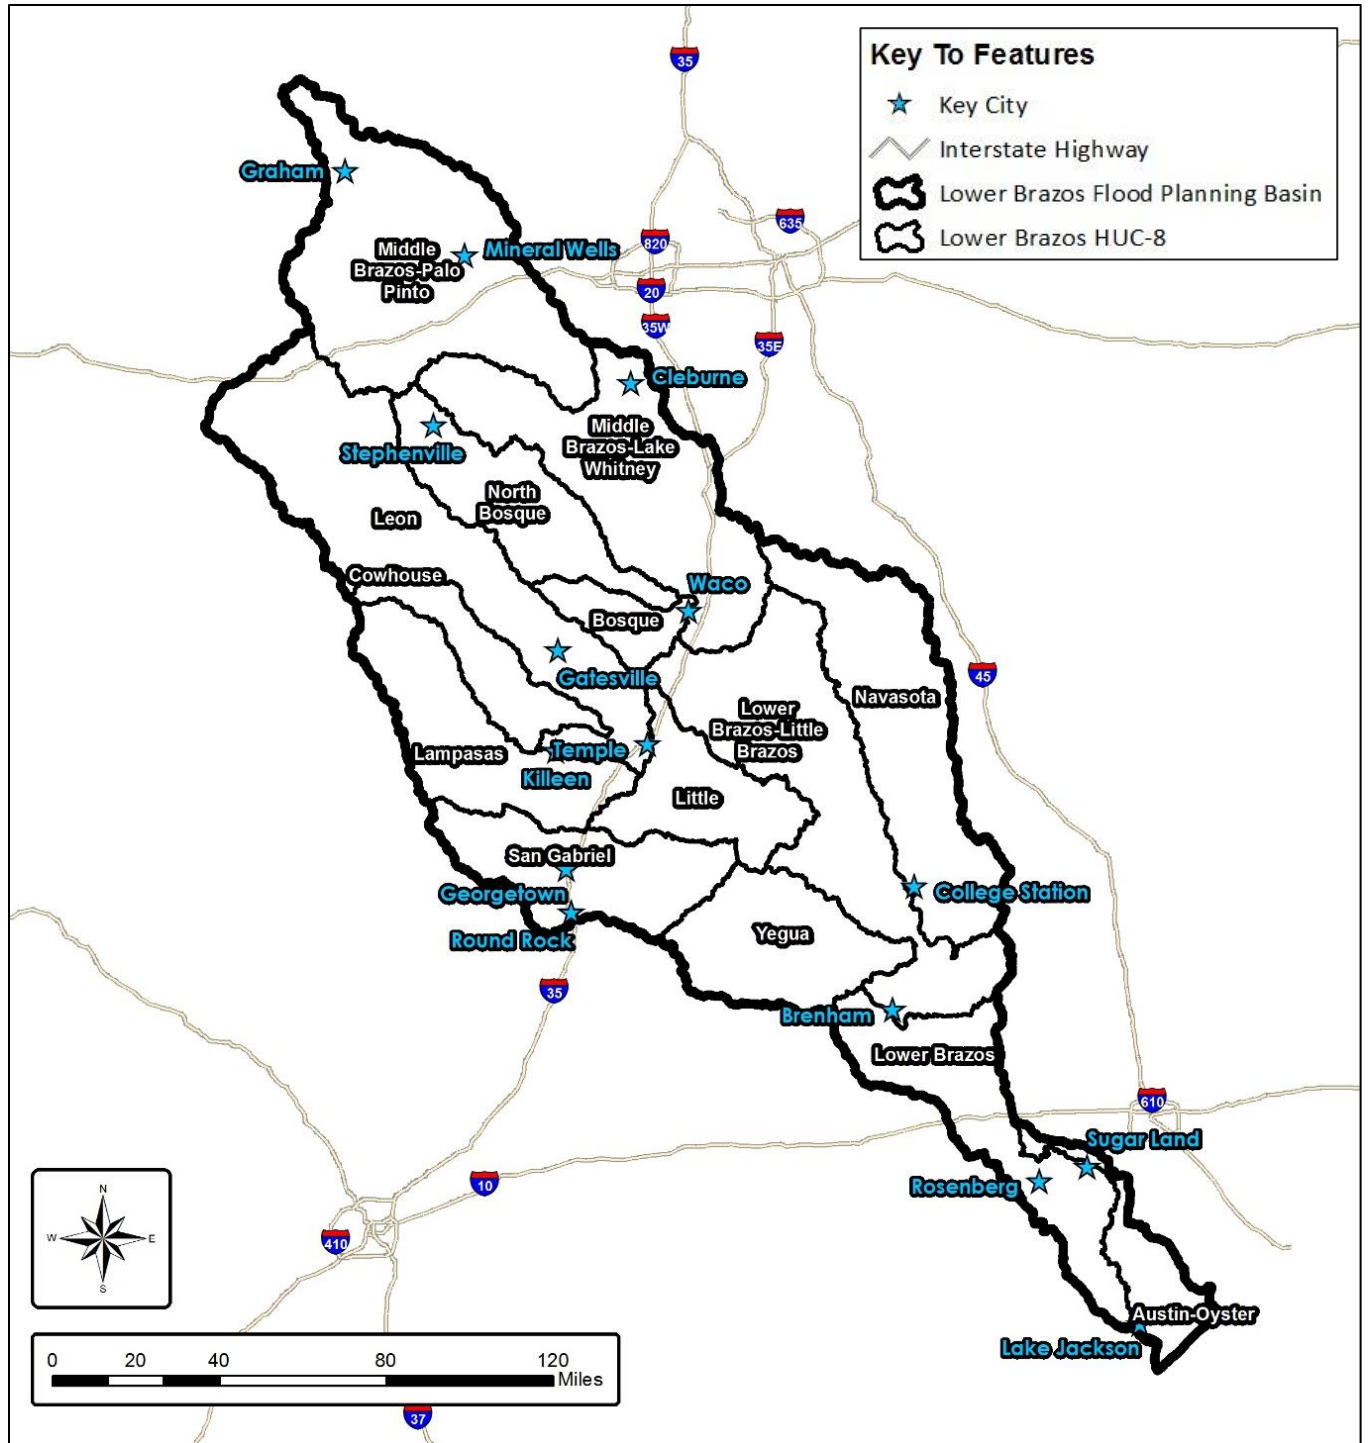 35
Key To Features
Key City
Interstate Highway
Lower Brazos Flood Planning Basin
Lower Brazos HUC-8
Graham
635
820
Mineral Wells
Middle
Brazos-Palo
Pinto
20
35W
35E
Cleburne
Stephenville
Middle
Brazos-Lake
Whitney
North
Bosque
Leon
Cowhouse
Waco
Bosque
Gatesville
45
Navasota
Lower
Brazos-Little
Brazos
Lampasas
Temple
Killeen
Little
San Gabriel
Georgetown
College Station
Round Rock
Yegua
35
Brenham
Lower Brazos
610
Sugar Land
10
Rosenberg
N
W
E
S
410
Austin-Oyster
Lake Jackson
0 20 40 80 120
Miles
37